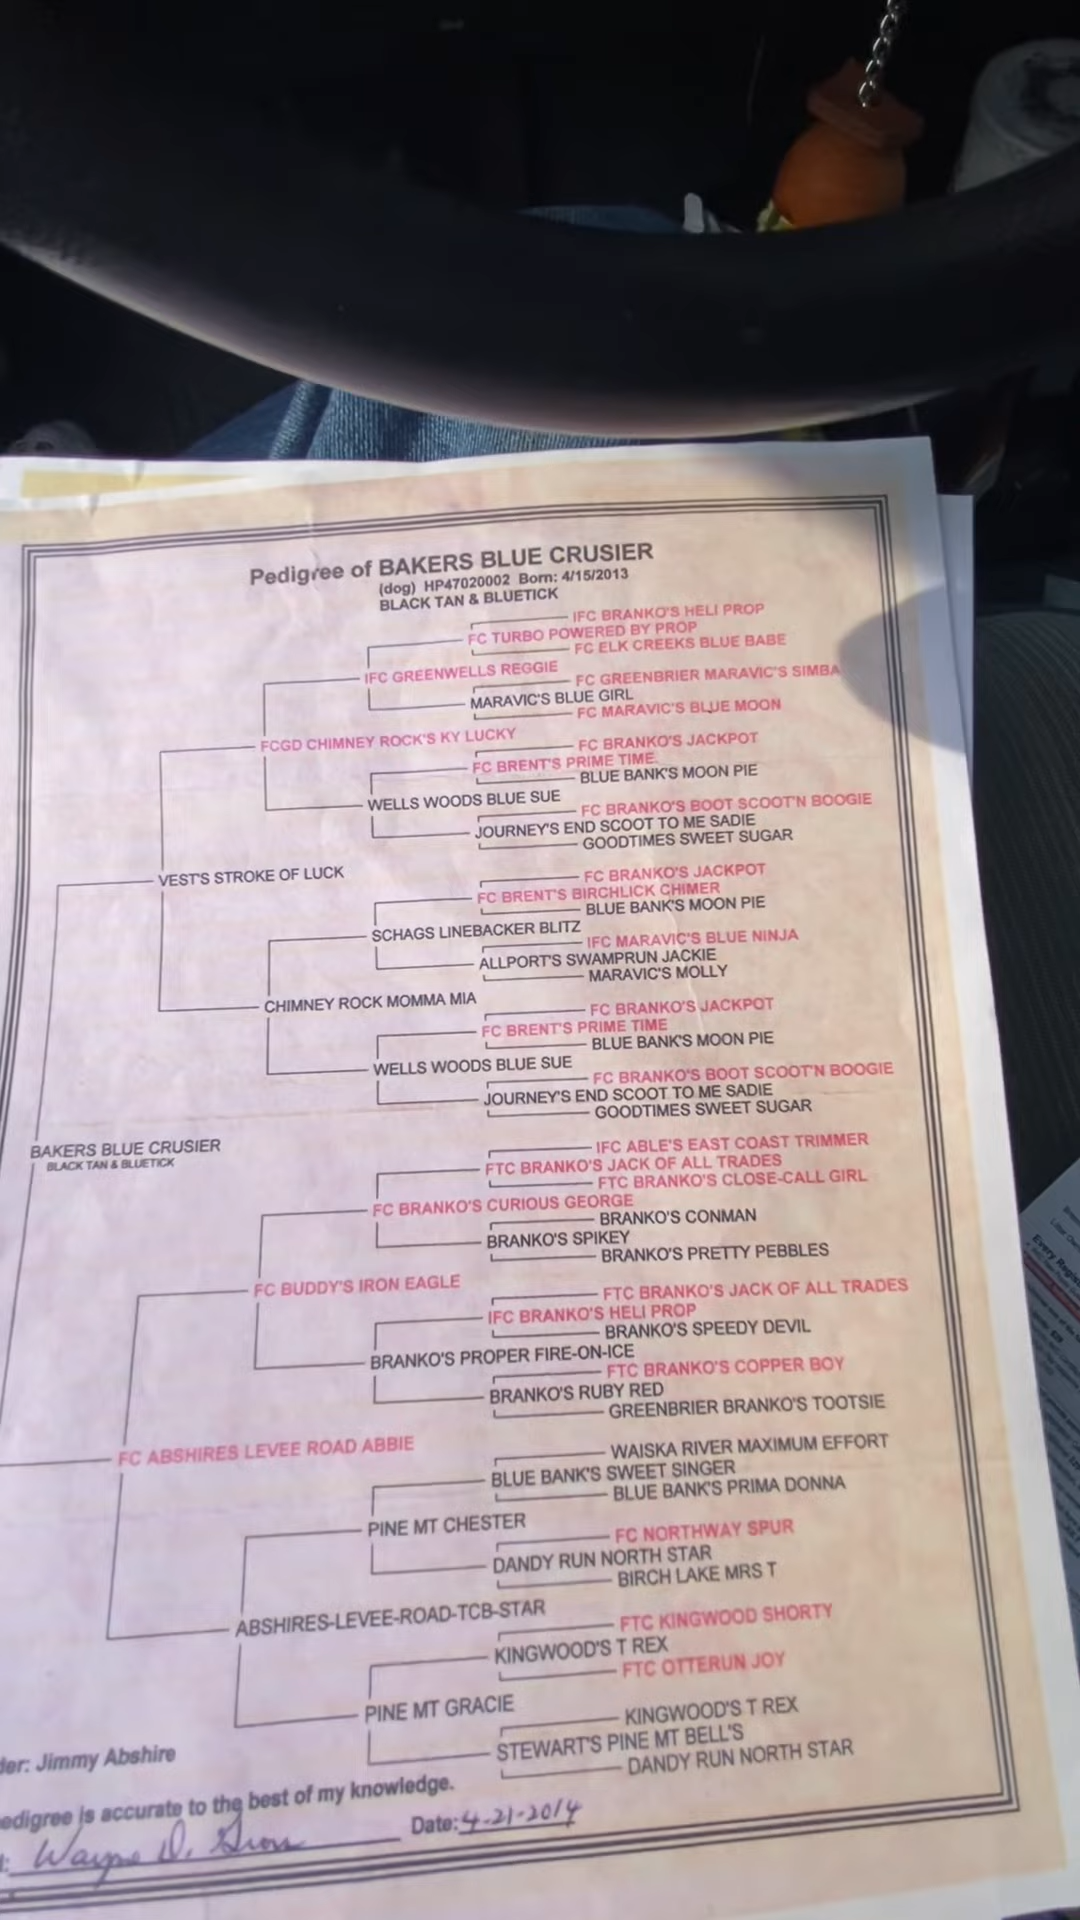 Pedigree of BAKERS BLUE CRUSIER
(dog) HP47020002 Born: 4/15/2013
BLACK TAN & BLUETICK
IFC BRANKO'S HELI PROP
FC TURBO POWERED BY PROP
FC ELK CREEKS BLUE BABE
IFC GREENWELLS REGGIE
FC GREENBRIER MARAVIC'S SIMBA
MARAVIC'S BLUE GIRL
FC MARAVIC'S BLUE MOON
FCGD CHIMNEY ROCK'S KY LUCKY
FC BRANKO'S JACKPOT
FC BRENT'S PRIME TIME
BLUE BANK'S MOON PIE
WELLS WOODS BLUE SUE
FC BRANKO'S BOOT SCOOT'N BOOGIE
JOURNEY'S END SCOOT TO ME SADIE
GOODTIMES SWEET SUGAR
VEST'S STROKE OF LUCK
FC BRANKO'S JACKPOT
FC BRENT'S BIRCHLICK CHIMER
BLUE BANK'S MOON PIE
SCHAGS LINEBACKER BLITZ
IFC MARAVIC'S BLUE NINJA
ALLPORT'S SWAMPRUN JACKIE
MARAVIC'S MOLLY
CHIMNEY ROCK MOMMA MIA
FC BRANKO'S JACKPOT
FC BRENT'S PRIME TIME
BLUE BANK'S MOON PIE
WELLS WOODS BLUE SUE
FC BRANKO'S BOOT SCOOT'N BOOGIE
JOURNEY'S END SCOOT TO ME SADIE
GOODTIMES SWEET SUGAR
BAKERS BLUE CRUSIER
BLACK TAN & BLUETICK
IFC ABLE'S EAST COAST TRIMMER
FTC BRANKO'S JACK OF ALL TRADES
FTC BRANKO'S CLOSE-CALL GIRL
FC BRANKO'S CURIOUS GEORGE
BRANKO'S CONMAN
BRANKO'S SPIKEY
BRANKO'S PRETTY PEBBLES
FC BUDDY'S IRON EAGLE
FTC BRANKO'S JACK OF ALL TRADES
IFC BRANKO'S HELI PROP
BRANKO'S SPEEDY DEVIL
BRANKO'S PROPER FIRE-ON-ICE
FTC BRANKO'S COPPER BOY
BRANKO'S RUBY RED
GREENBRIER BRANKO'S TOOTSIE
FC ABSHIRES LEVEE ROAD ABBIE
WAISKA RIVER MAXIMUM EFFORT
BLUE BANK'S SWEET SINGER
BLUE BANK'S PRIMA DONNA
PINE MT CHESTER
FC NORTHWAY SPUR
DANDY RUN NORTH STAR
BIRCH LAKE MRS T
ABSHIRES-LEVEE-ROAD-TCB-STAR
FTC KINGWOOD SHORTY
KINGWOOD'S T REX
FTC OTTERUN JOY
PINE MT GRACIE
KINGWOOD'S T REX
STEWART'S PINE MT BELL'S
DANDY RUN NORTH STAR
der: Jimmy Abshire
edigree is accurate to the best of my knowledge.
Wayne D. Date: 4-21-2014
Every